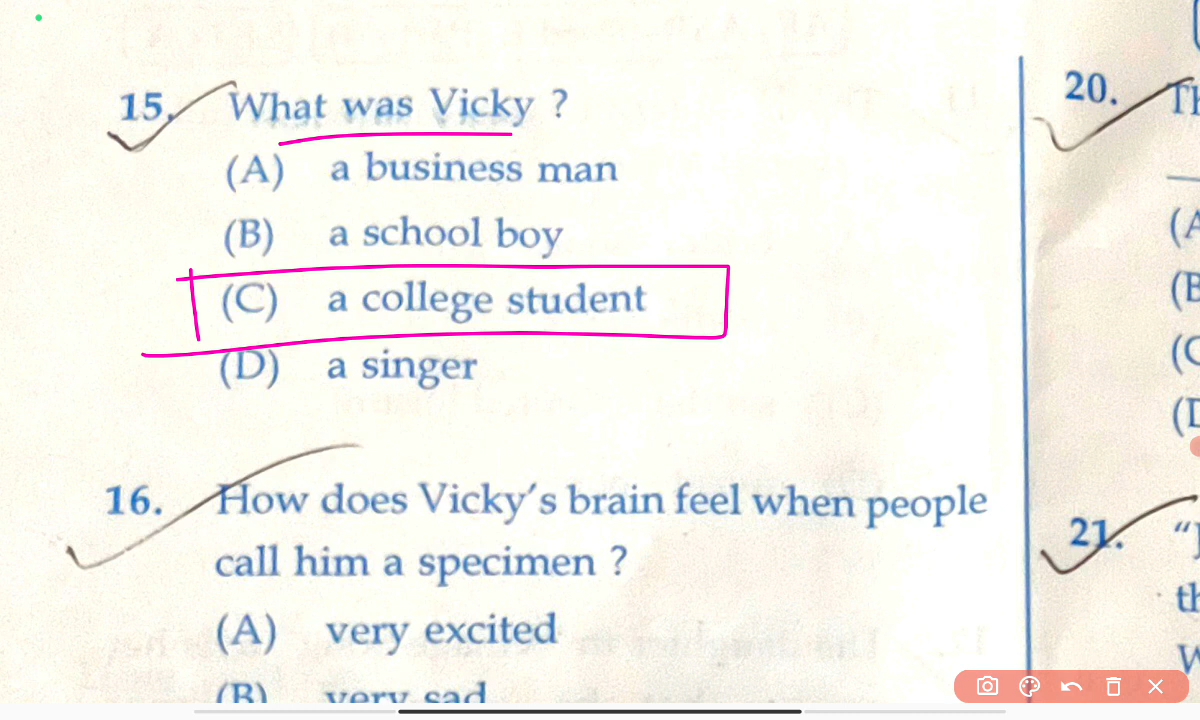 15. What was Vicky ?
(A) a business man
(B) a school boy
(C) a college student
(D) a singer
16. How does Vicky's brain feel when people
call him a specimen ?
(A) very excited
(B) very sad
20.
(A
(B
(C
(D
21.
th
W